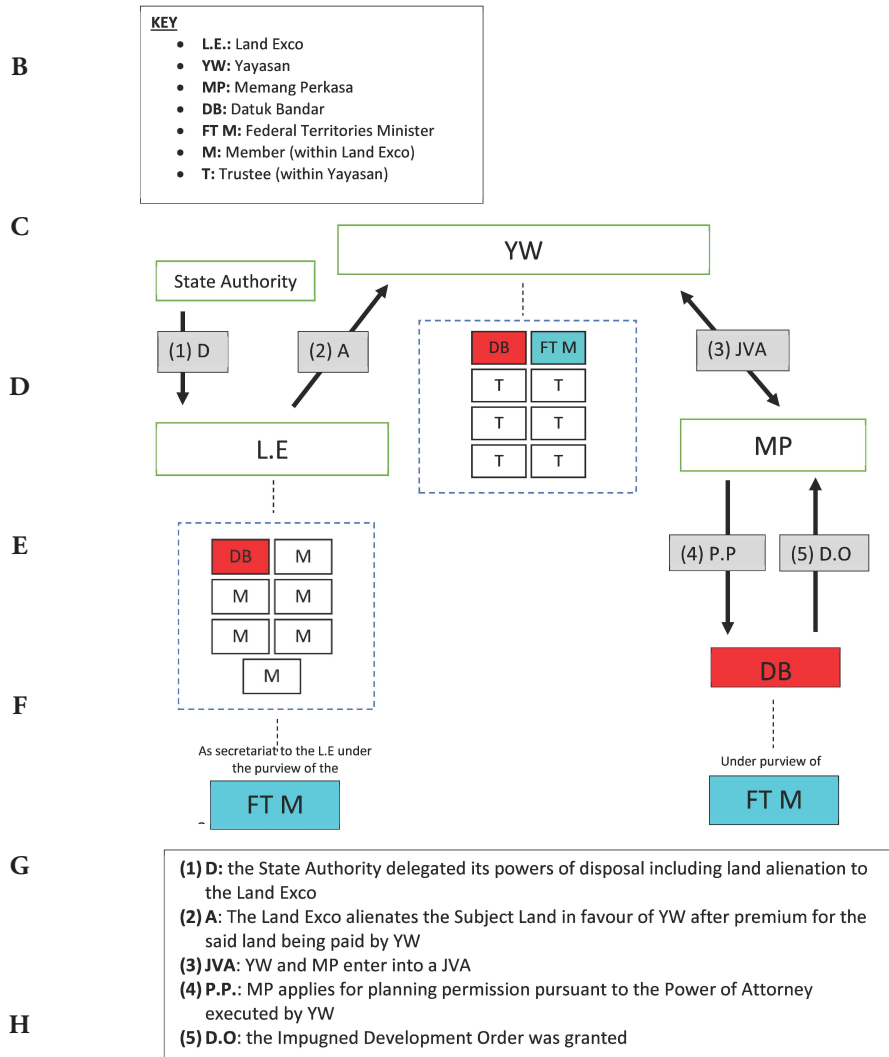 KEY
• L.E.: Land Exco
• YW: Yayasan
• MP: Memang Perkasa
• DB: Datuk Bandar
• FT M: Federal Territories Minister
• M: Member (within Land Exco)
• T: Trustee (within Yayasan)
B
C
YW
State Authority
(1) D
(2) A
DB FT M
T T
T T
T T
(3) JVA
D
L.E
MP
E
DB M
M M
M M
M
(4) P.P
(5) D.O
DB
F
As secretariat to the L.E under
the purview of the
FT M
Under purview of
FT M
G
(1) D: the State Authority delegated its powers of disposal including land alienation to
the Land Exco
(2) A: The Land Exco alienates the Subject Land in favour of YW after premium for the
said land being paid by YW
(3) JVA: YW and MP enter into a JVA
(4) P.P.: MP applies for planning permission pursuant to the Power of Attorney
executed by YW
(5) D.O: the Impugned Development Order was granted
H